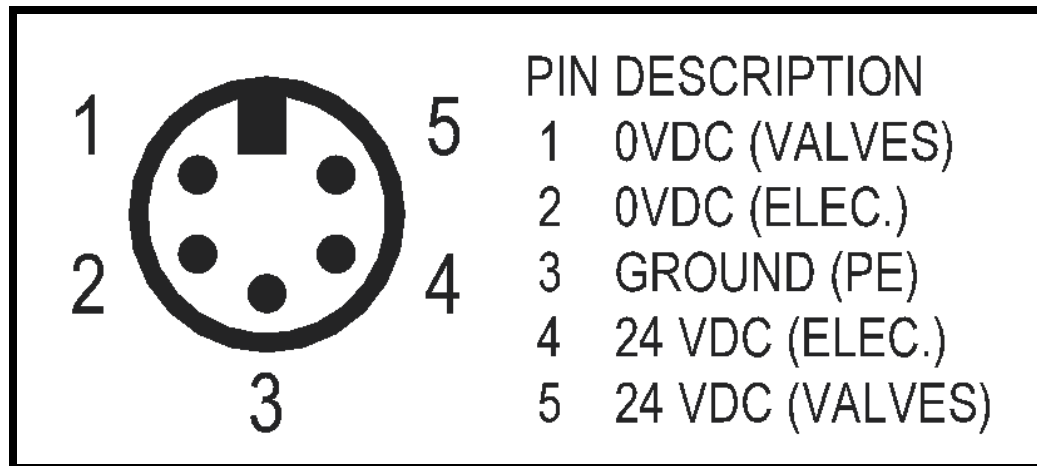 1
5
2
4
3
PIN DESCRIPTION
1 0VDC (VALVES)
2 0VDC (ELEC.)
3 GROUND (PE)
4 24 VDC (ELEC.)
5 24 VDC (VALVES)